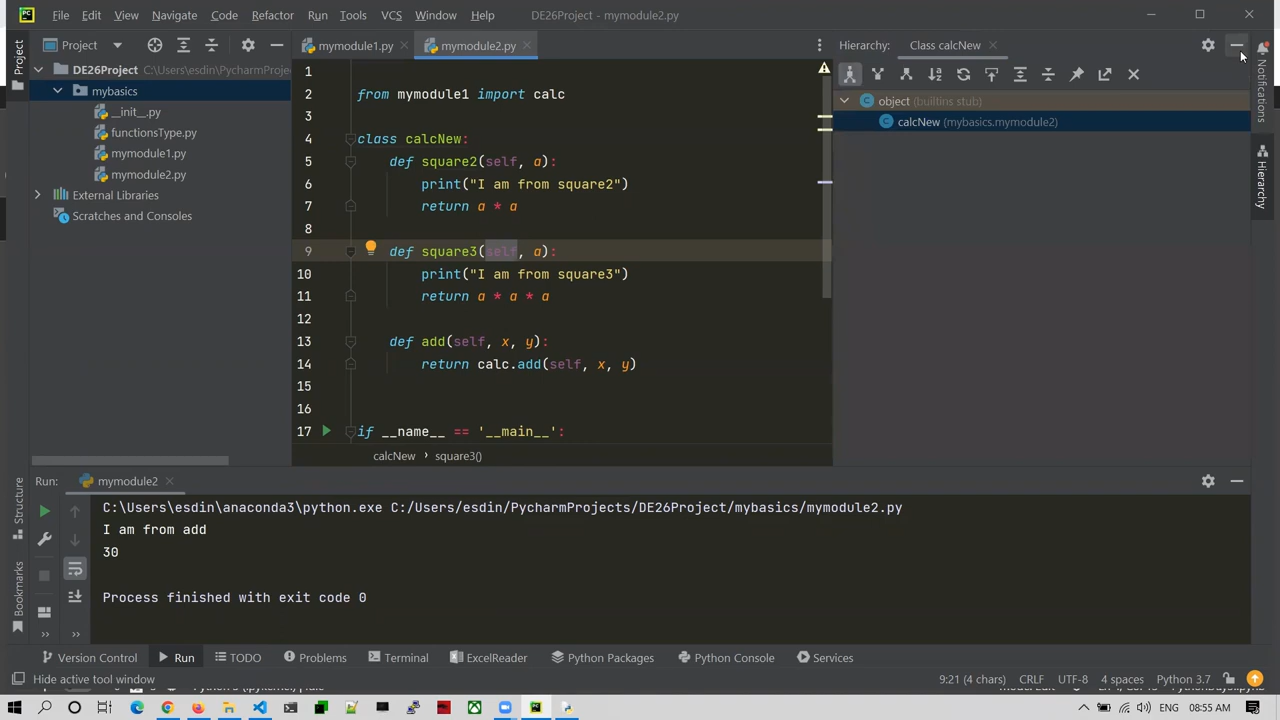 File Edit View Navigate Code Refactor Run Tools VCS Window Help DE26Project - mymodule2.py
Project
mymodule1.py
mymodule2.py
Hierarchy: Class calcNew
DE26Project C:\Users\esdin\PycharmProje
mybasics
__init__.py
functionsType.py
mymodule1.py
mymodule2.py
External Libraries
Scratches and Consoles
Project
Structure
Bookmarks
1
2 from mymodule1 import calc
3
4 class calcNew:
5 def square2(self, a):
6 print("I am from square2")
7 return a * a
8
9 def square3(self, a):
10 print("I am from square3")
11 return a * a * a
12
13 def add(self, x, y):
14 return calc.add(self, x, y)
15
16
17 if __name__ == '__main__':
calcNew › square3()
object (builtins stub)
calcNew (mybasics.mymodule2)
Notifications
Hierarchy
Run: mymodule2
C:\Users\esdin\anaconda3\python.exe C:/Users/esdin/PycharmProjects/DE26Project/mybasics/mymodule2.py
I am from add
30
Process finished with exit code 0
Version Control Run TODO Problems Terminal ExcelReader Python Packages Python Console Services
Hide active tool window 9:21 (4 chars) CRLF UTF-8 4 spaces Python 3.7
ENG 08:55 AM